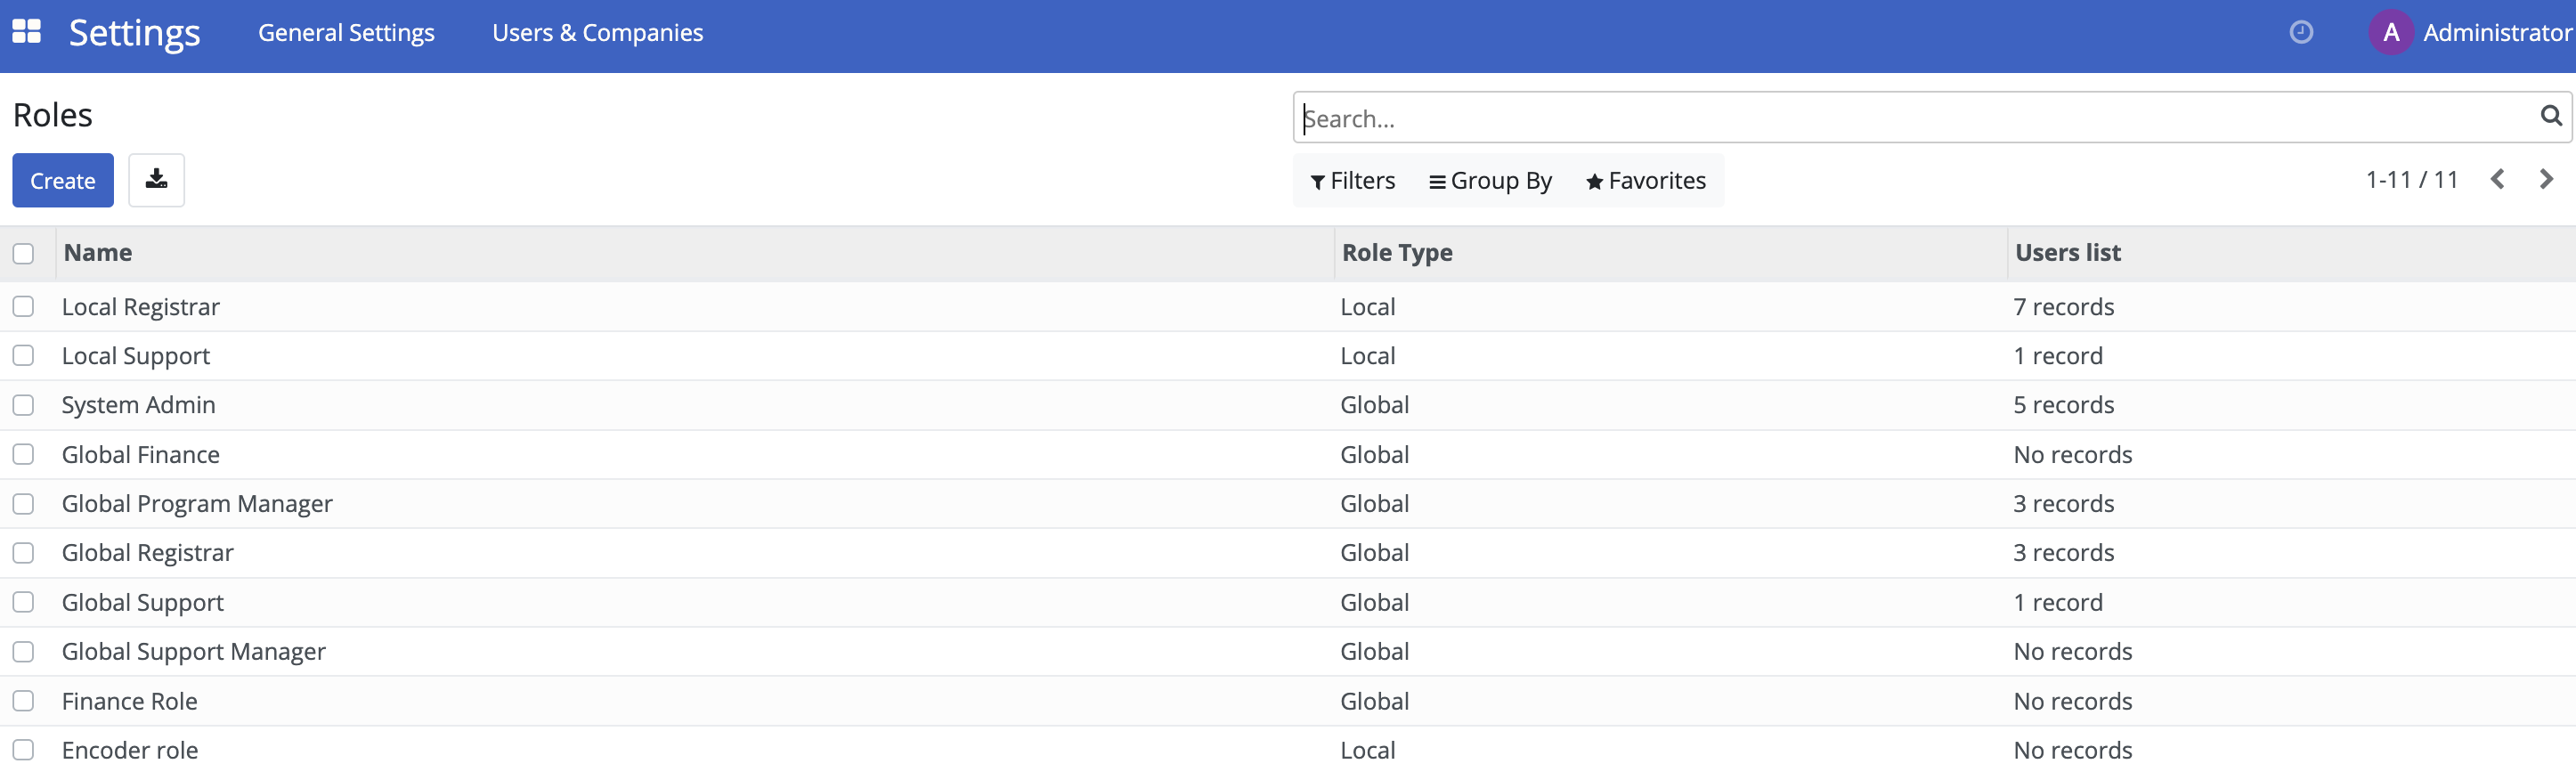 Settings General Settings Users & Companies A Administrator
Roles Search...
Create Filters Group By Favorites 1-11 / 11
Name Role Type Users list
Local Registrar Local 7 records
Local Support Local 1 record
System Admin Global 5 records
Global Finance Global No records
Global Program Manager Global 3 records
Global Registrar Global 3 records
Global Support Global 1 record
Global Support Manager Global No records
Finance Role Global No records
Encoder role Local No records